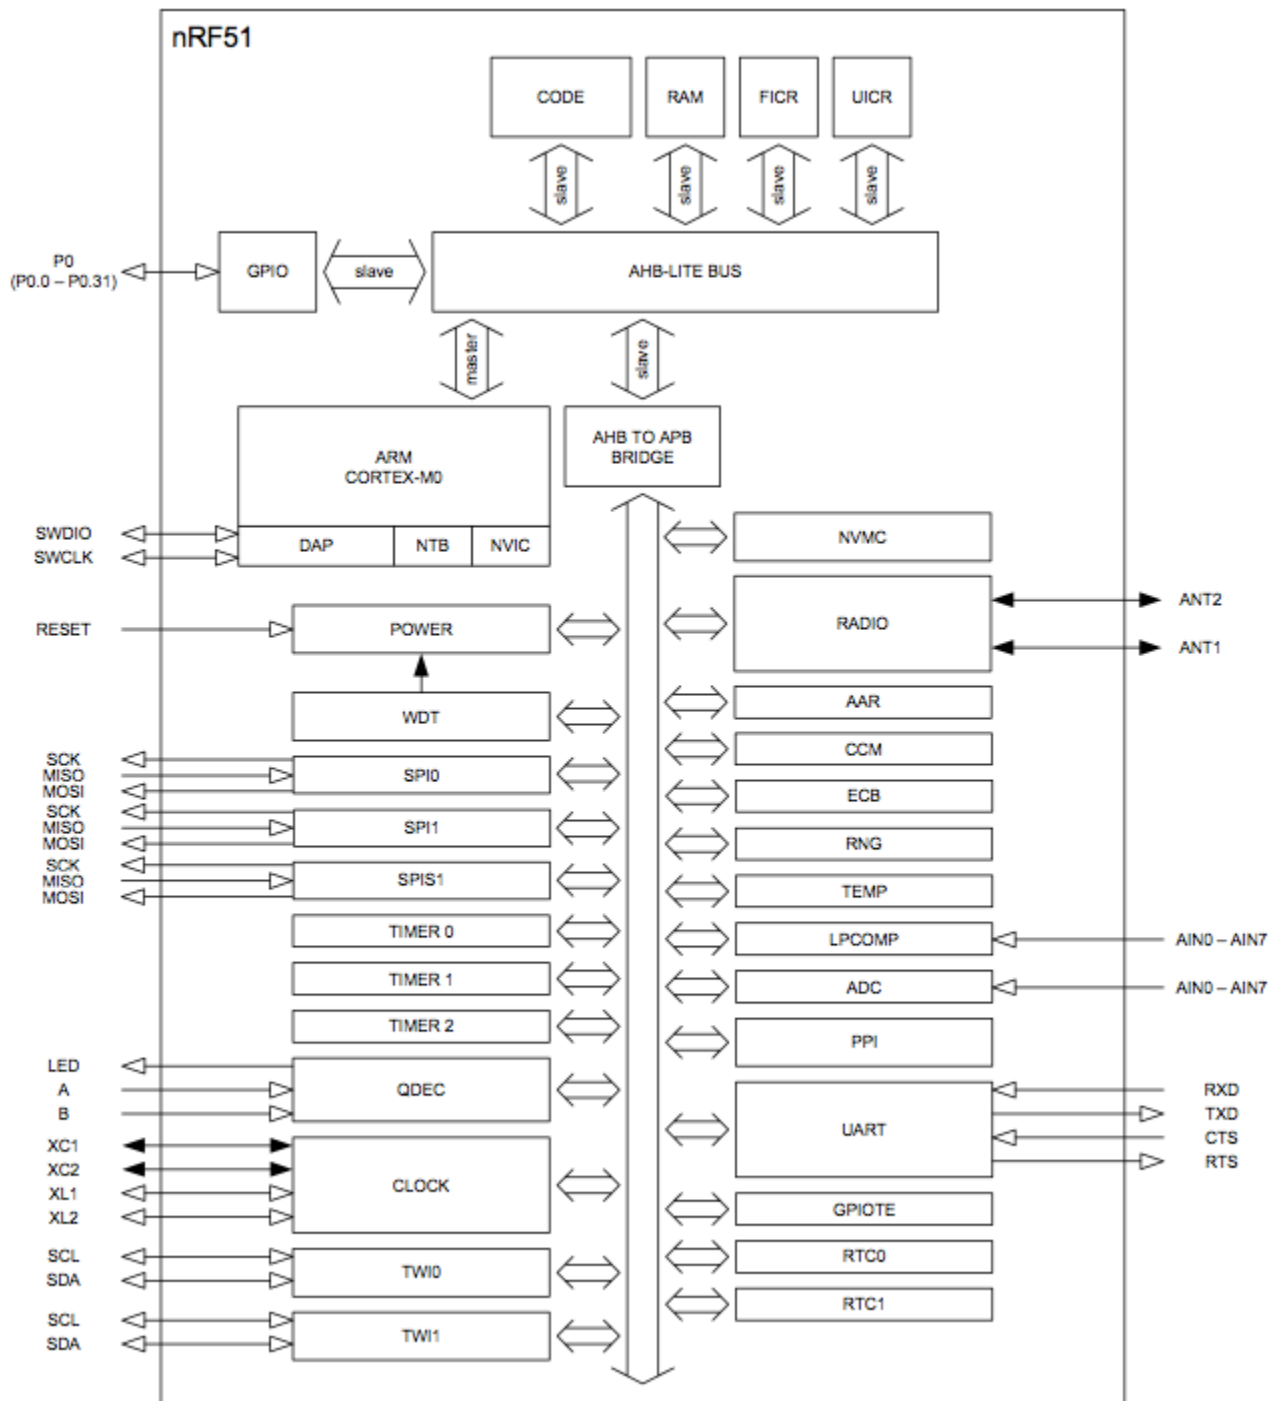 nRF51
CODE
RAM
FICR
UICR
slave
slave
slave
slave
P0
(P0.0 – P0.31)
GPIO
slave
AHB-LITE BUS
master
slave
ARM
CORTEX-M0
AHB TO APB
BRIDGE
SWDIO
SWCLK
DAP
NTB
NVIC
NVMC
RESET
POWER
RADIO
ANT2
ANT1
WDT
AAR
SCK
MISO
MOSI
SPI0
CCM
ECB
SCK
MISO
MOSI
SPI1
RNG
SCK
MISO
MOSI
SPIS1
TEMP
TIMER 0
LPCOMP
AIN0 – AIN7
TIMER 1
ADC
AIN0 – AIN7
TIMER 2
PPI
LED
A
B
QDEC
UART
RXD
TXD
CTS
RTS
XC1
XC2
XL1
XL2
CLOCK
GPIOTE
SCL
SDA
TWI0
RTC0
RTC1
SCL
SDA
TWI1